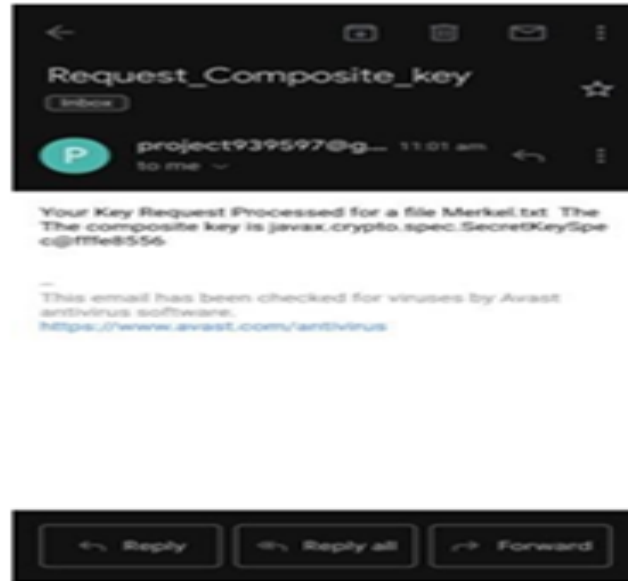 Request_Composite_key
Inbox
P
project939597@g... 11:01 am
to me
Your Key Request Processed for a file Merkel.txt The
The composite key is javax.crypto.spec.SecretKeySpe
c@fffe8556
--
This email has been checked for viruses by Avast
antivirus software.
https://www.avast.com/antivirus
Reply
Reply all
Forward